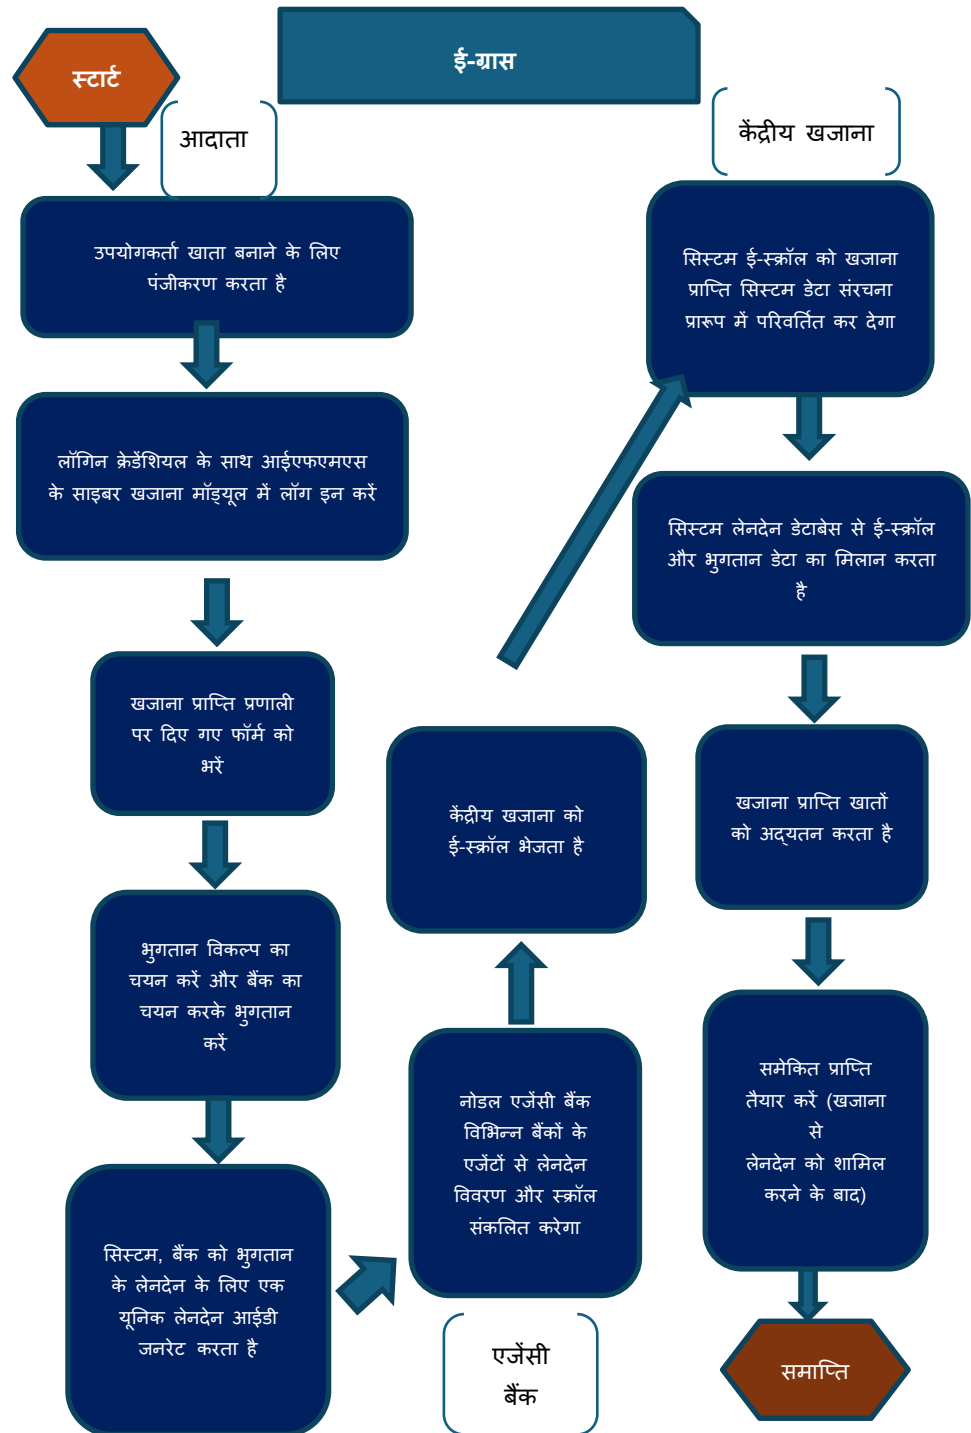 ई-ग्रास
स्टार्ट
आदाता
उपयोगकर्ता खाता बनाने के लिए
पंजीकरण करता है
लॉगिन क्रेडेंशियल के साथ आईएफएमएस
के साइबर खजाना मॉड्यूल में लॉग इन करें
खजाना प्राप्ति प्रणाली
पर दिए गए फॉर्म को
भरें
भुगतान विकल्प का
चयन करें और बैंक का
चयन करके भुगतान
करें
सिस्टम, बैंक को भुगतान
के लेनदेन के लिए एक
यूनिक लेनदेन आईडी
जनरेट करता है
एजेंसी
बैंक
नोडल एजेंसी बैंक
विभिन्न बैंकों के
एजेंटों से लेनदेन
विवरण और स्क्रॉल
संकलित करेगा
केंद्रीय खजाना को
ई-स्क्रॉल भेजता है
केंद्रीय खजाना
सिस्टम ई-स्क्रॉल को खजाना
प्राप्ति सिस्टम डेटा संरचना
प्रारूप में परिवर्तित कर देगा
सिस्टम लेनदेन डेटाबेस से ई-स्क्रॉल
और भुगतान डेटा का मिलान करता
है
खजाना प्राप्ति खातों
को अद्यतन करता है
समेकित प्राप्ति
तैयार करें (खजाना
से
लेनदेन को शामिल
करने के बाद)
समाप्ति